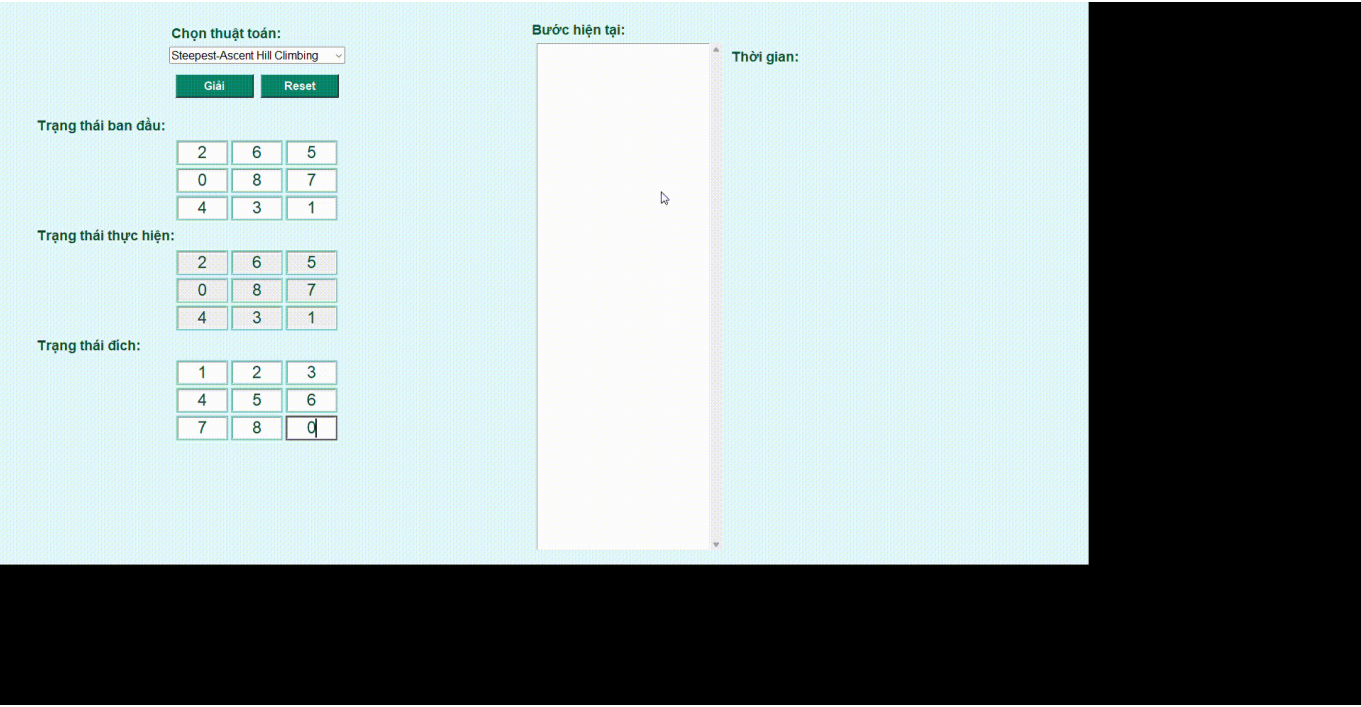 Chọn thuật toán:
Steepest-Ascent Hill Climbing
Giải Reset
Trạng thái ban đầu:
2 6 5
0 8 7
4 3 1
Trạng thái thực hiện:
2 6 5
0 8 7
4 3 1
Trạng thái đích:
1 2 3
4 5 6
7 8 0
Bước hiện tại:
Thời gian: